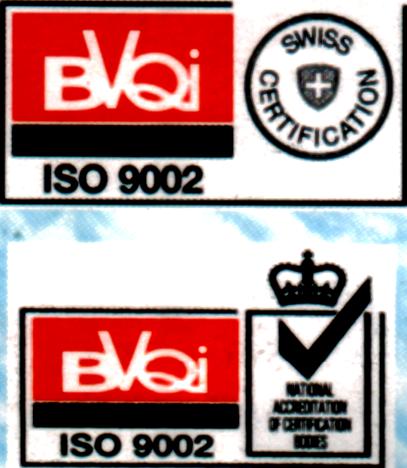 BVQi
SWISS
CERTIFICATION
ISO 9002
BVQi
NATIONAL
ACCREDITATION
OF CERTIFICATION
BODIES
ISO 9002